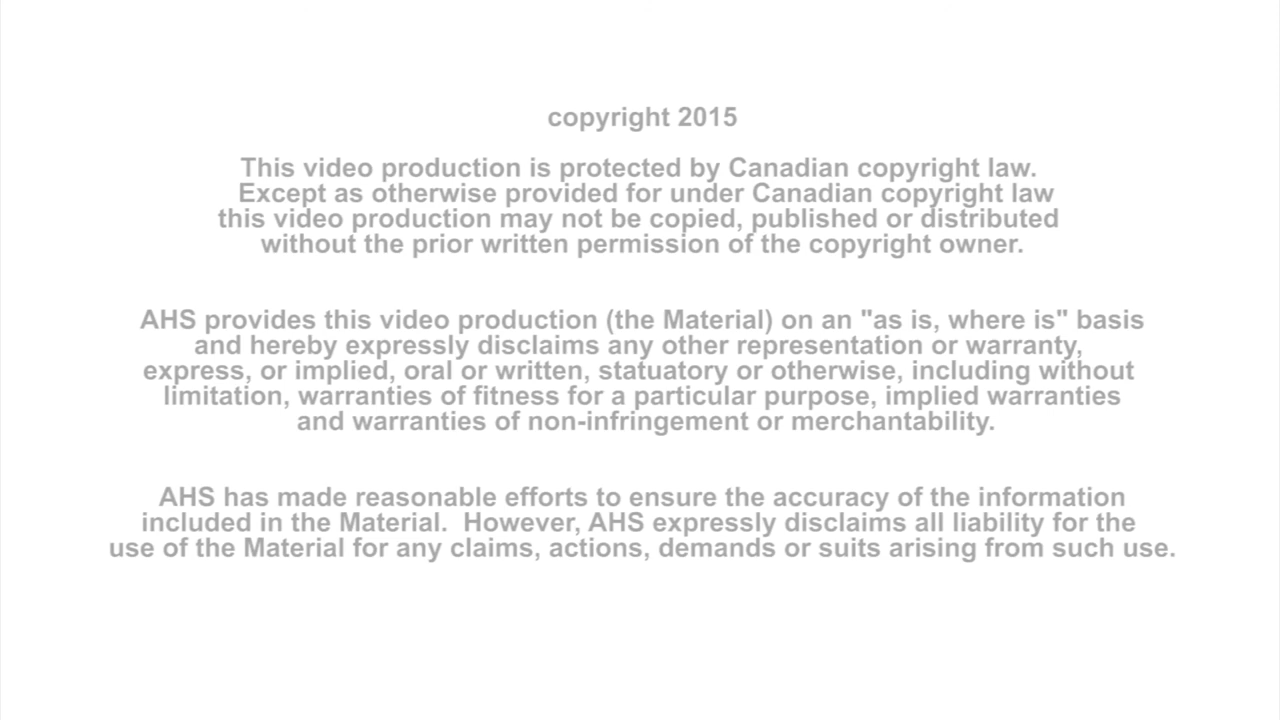 copyright 2015
This video production is protected by Canadian copyright law.
Except as otherwise provided for under Canadian copyright law
this video production may not be copied, published or distributed
without the prior written permission of the copyright owner.
AHS provides this video production (the Material) on an "as is, where is" basis
and hereby expressly disclaims any other representation or warranty,
express, or implied, oral or written, statuatory or otherwise, including without
limitation, warranties of fitness for a particular purpose, implied warranties
and warranties of non-infringement or merchantability.
AHS has made reasonable efforts to ensure the accuracy of the information
included in the Material.  However, AHS expressly disclaims all liability for the
use of the Material for any claims, actions, demands or suits arising from such use.